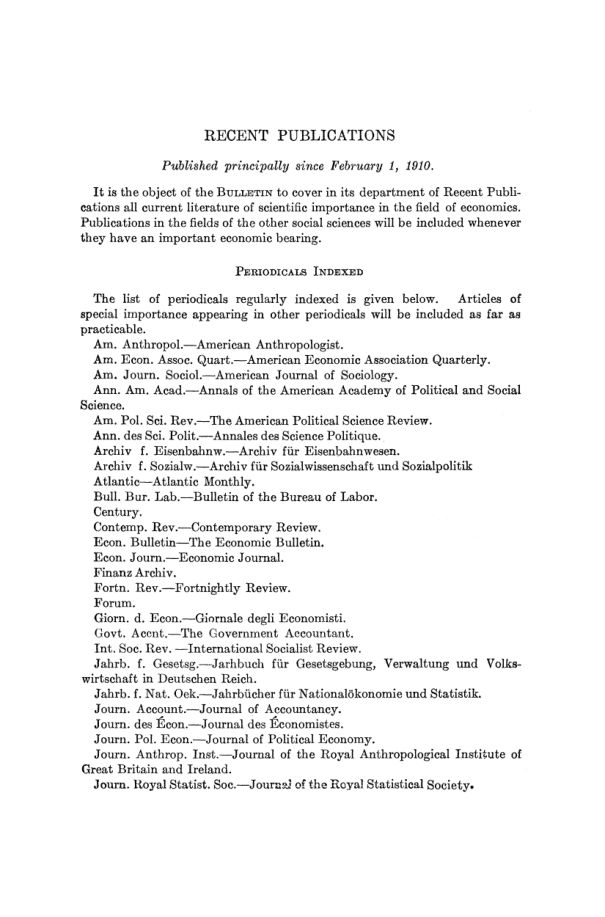 RECENT PUBLICATIONS
Published principally since February 1, 1910.
It is the object of the BULLETIN to cover in its department of Recent Publi-
cations all current literature of scientific importance in the field of economics.
Publications in the fields of the other social sciences will be included whenever
they have an important economic bearing.
PERIODICALS INDEXED
The list of periodicals regularly indexed is given below. Articles of
special importance appearing in other periodicals will be included as far as
practicable.
Am. Anthropol.—American Anthropologist.
Am. Econ. Assoc. Quart.—American Economic Association Quarterly.
Am. Journ. Sociol.—American Journal of Sociology.
Ann. Am. Acad.—Annals of the American Academy of Political and Social
Science.
Am. Pol. Sci. Rev.—The American Political Science Review.
Ann. des Sci. Polit.—Annales des Science Politique.
Archiv f. Eisenbahnw.—Archiv für Eisenbahnwesen.
Archiv f. Sozialw.—Archiv für Sozialwissenschaft und Sozialpolitik
Atlantic—Atlantic Monthly.
Bull. Bur. Lab.—Bulletin of the Bureau of Labor.
Century.
Contemp. Rev.—Contemporary Review.
Econ. Bulletin—The Economic Bulletin.
Econ. Journ.—Economic Journal.
Finanz Archiv.
Fortn. Rev.—Fortnightly Review.
Forum.
Giorn. d. Econ.—Giornale degli Economisti.
Govt. Accnt.—The Government Accountant.
Int. Soc. Rev. —International Socialist Review.
Jahrb. f. Gesetsg.—Jarhbuch für Gesetsgebung, Verwaltung und Volks-
wirtschaft in Deutschen Reich.
Jahrb. f. Nat. Oek.—Jahrbücher für Nationalökonomie und Statistik.
Journ. Account.—Journal of Accountancy.
Journ. des Écon.—Journal des Économistes.
Journ. Pol. Econ.—Journal of Political Economy.
Journ. Anthrop. Inst.—Journal of the Royal Anthropological Institute of
Great Britain and Ireland.
Journ. Royal Statist. Soc.—Journal of the Royal Statistical Society.